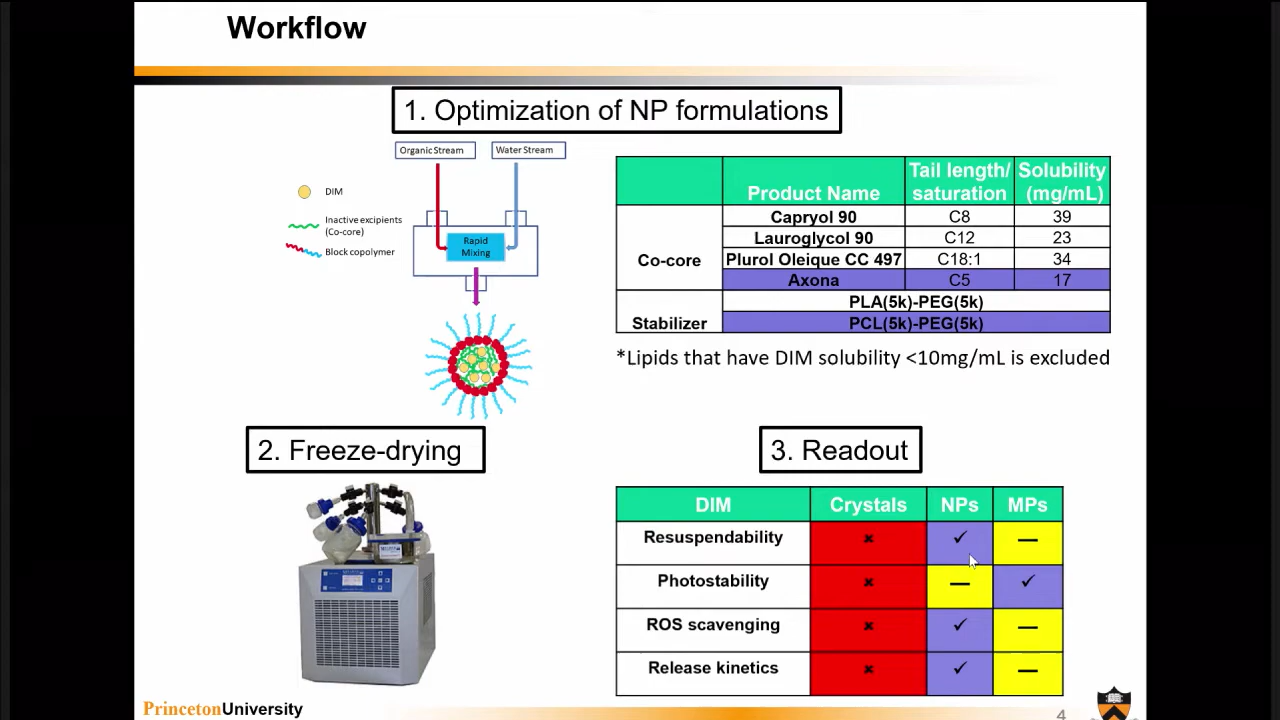 Workflow
1. Optimization of NP formulations
Organic Stream
Water Stream
DIM
Inactive excipients
(Co-core)
Block copolymer
Rapid
Mixing
Product Name
Tail length/
saturation
Solubility
(mg/mL)
Co-core
Capryol 90 C8 39
Lauroglycol 90 C12 23
Plurol Oleique CC 497 C18:1 34
Axona C5 17
Stabilizer
PLA(5k)-PEG(5k)
PCL(5k)-PEG(5k)
*Lipids that have DIM solubility <10mg/mL is excluded
2. Freeze-drying
3. Readout
DIM Crystals NPs MPs
Resuspendability ✖ ✓ —
Photostability ✖ — ✓
ROS scavenging ✖ ✓ —
Release kinetics ✖ ✓ —
PrincetonUniversity
4